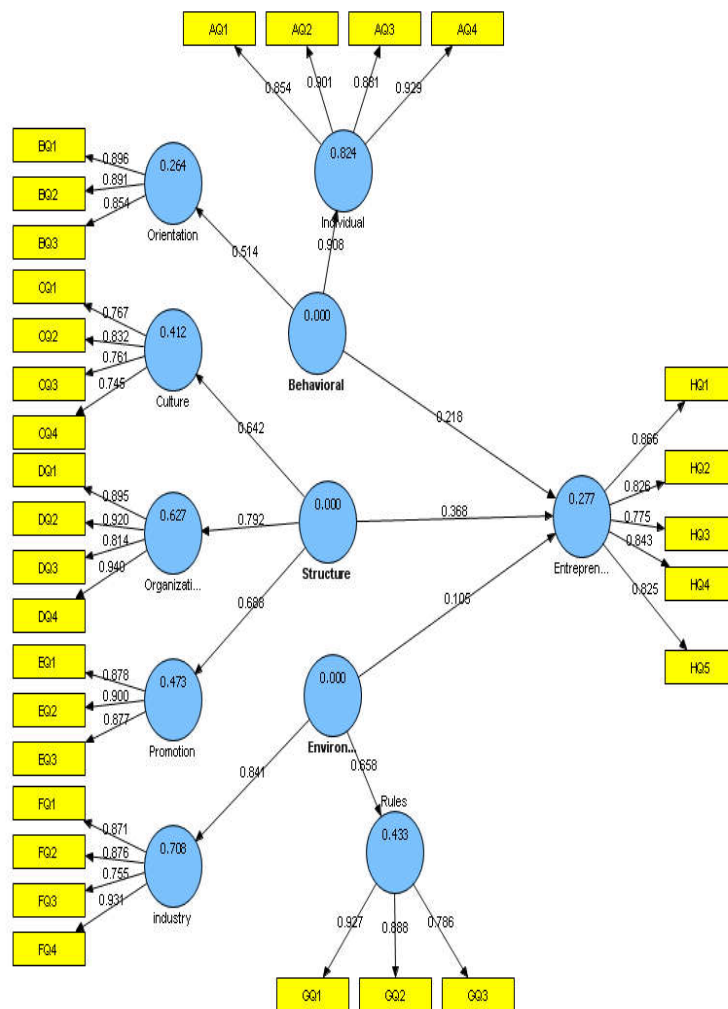 AQ1
AQ2
AQ3
AQ4
0.854
0.901
0.881
0.929
0.824
Individual
BQ1
BQ2
BQ3
0.896
0.891
0.854
0.264
Orientation
0.514
0.908
CQ1
CQ2
CQ3
CQ4
0.767
0.832
0.761
0.745
0.412
Culture
0.000
Behavioral
0.218
0.642
DQ1
DQ2
DQ3
DQ4
0.895
0.920
0.814
0.940
0.627
Organizati...
0.792
0.000
Structure
0.368
0.277
Entrepren...
0.866
0.826
0.775
0.843
0.825
HQ1
HQ2
HQ3
HQ4
HQ5
0.686
0.105
EQ1
EQ2
EQ3
0.878
0.900
0.877
0.473
Promotion
0.000
Environ...
0.841
0.658
FQ1
FQ2
FQ3
FQ4
0.871
0.876
0.755
0.931
0.708
industry
Rules
0.433
0.927
0.888
0.786
GQ1
GQ2
GQ3